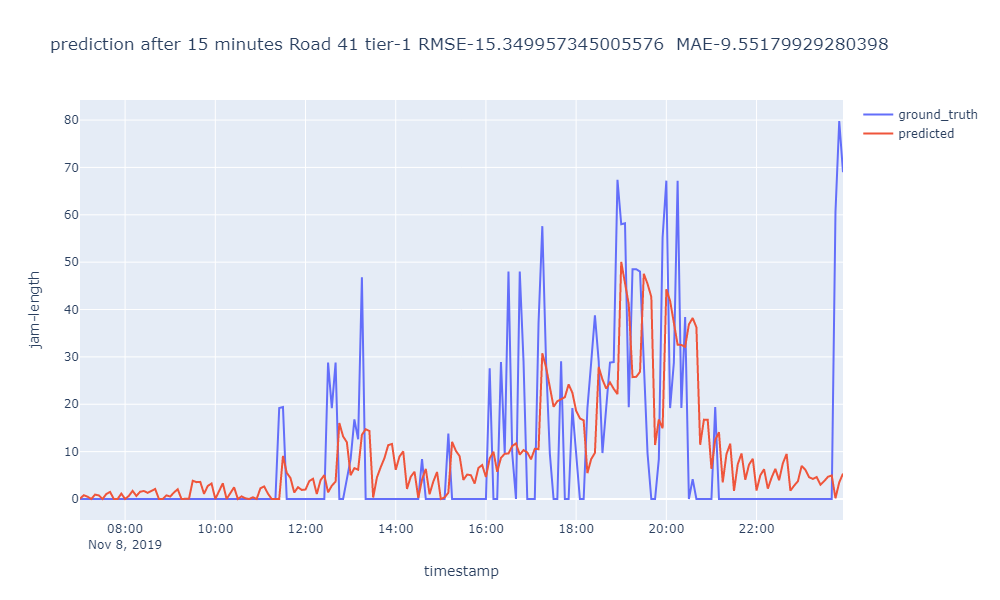 prediction after 15 minutes Road 41 tier-1 RMSE-15.349957345005576  MAE-9.55179929280398
ground_truth
predicted
80
70
60
50
40
30
20
10
0
jam-length
08:00 10:00 12:00 14:00 16:00 18:00 20:00 22:00
Nov 8, 2019
timestamp